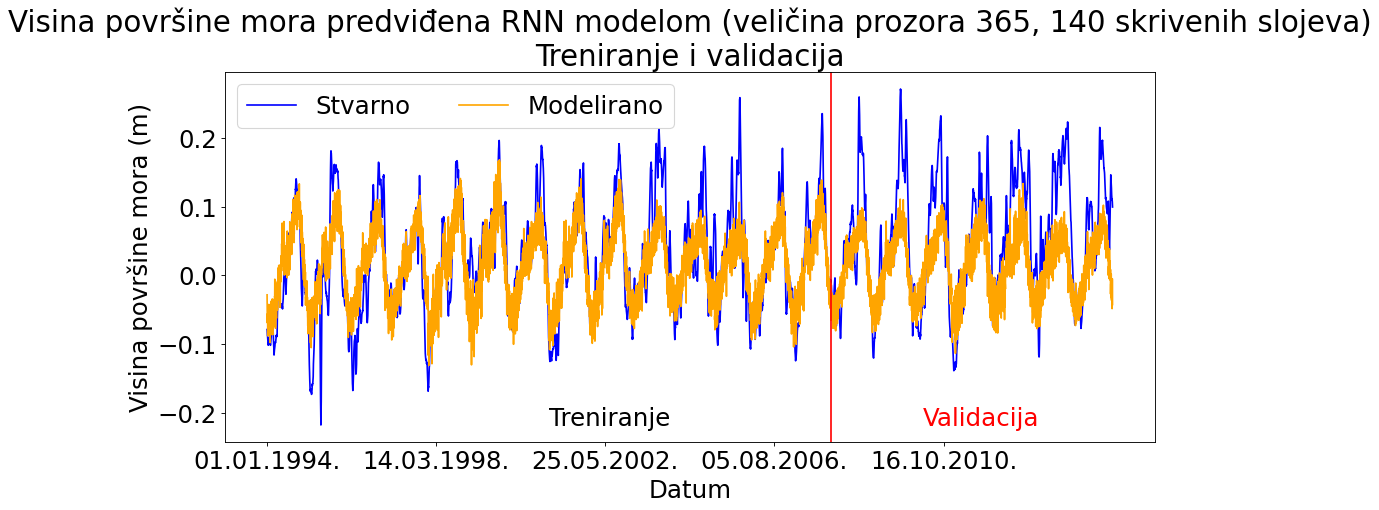 Visina površine mora predviđena RNN modelom (veličina prozora 365, 140 skrivenih slojeva)
Treniranje i validacija
Stvarno
Modelirano
Visina površine mora (m)
0.2
0.1
0.0
−0.1
−0.2
Treniranje
Validacija
01.01.1994.
14.03.1998.
25.05.2002.
05.08.2006.
16.10.2010.
Datum